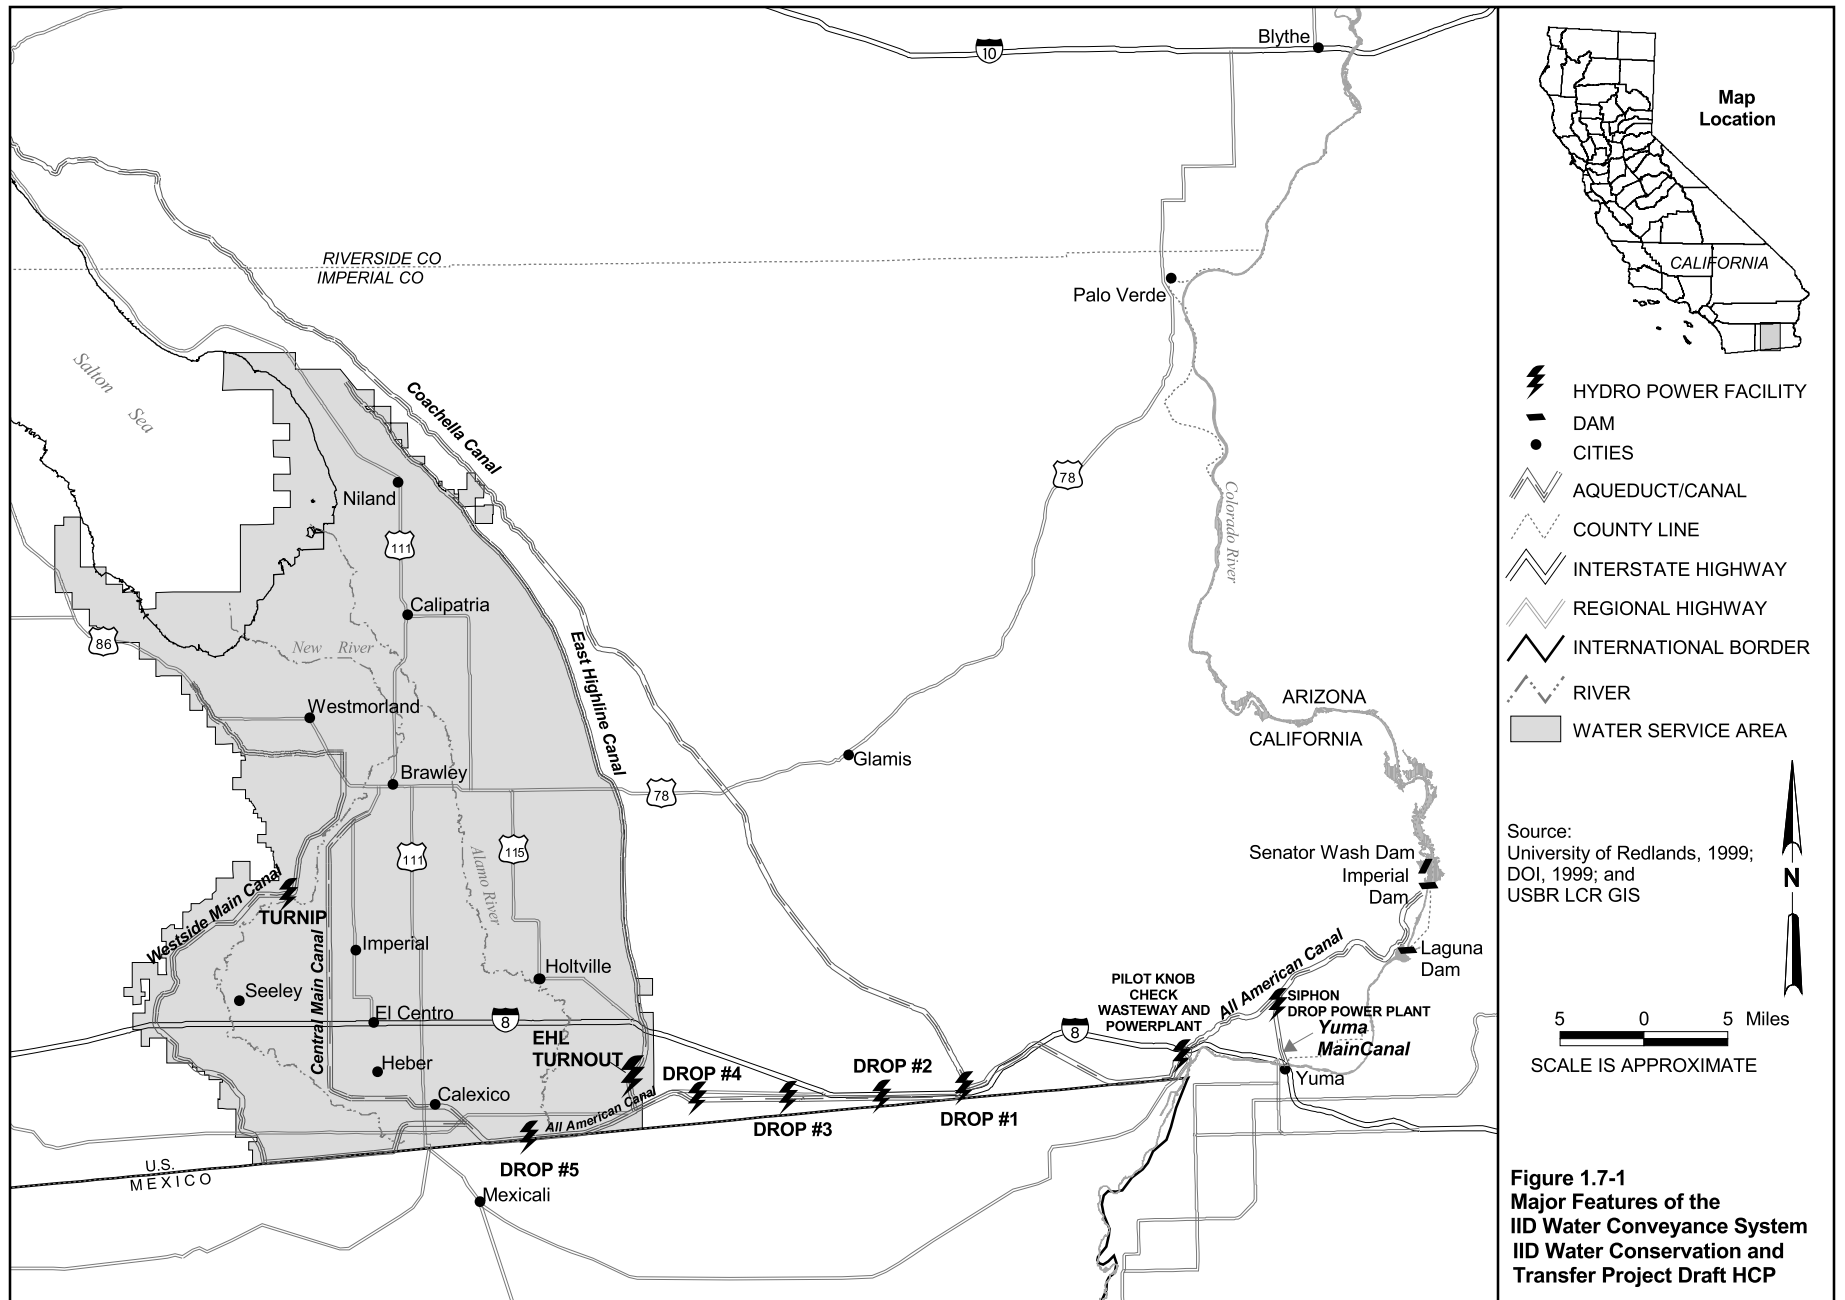 Blythe
10
RIVERSIDE CO
IMPERIAL CO
Palo Verde
Salton
Sea
Coachella Canal
78
Niland
Colorado River
111
Calipatria
86
New River
East Highline Canal
ARIZONA
CALIFORNIA
Westmorland
Glamis
Brawley
78
111
115
Alamo River
Senator Wash Dam
Imperial
Dam
Westside Main Canal
TURNIP
Central Main Canal
Imperial
Holtville
Laguna
Dam
All American Canal
PILOT KNOB
CHECK
WASTEWAY AND
POWERPLANT
Seeley
SIPHON
DROP POWER PLANT
Yuma
MainCanal
El Centro
8
8
EHL
TURNOUT
Heber
DROP #4
DROP #2
Yuma
Calexico
All American Canal
DROP #3
DROP #1
DROP #5
U.S.
MEXICO
Mexicali
Map
Location
CALIFORNIA
HYDRO POWER FACILITY
DAM
CITIES
AQUEDUCT/CANAL
COUNTY LINE
INTERSTATE HIGHWAY
REGIONAL HIGHWAY
INTERNATIONAL BORDER
RIVER
WATER SERVICE AREA
Source:
University of Redlands, 1999;
DOI, 1999; and
USBR LCR GIS
N
5 0 5 Miles
SCALE IS APPROXIMATE
Figure 1.7-1
Major Features of the
IID Water Conveyance System
IID Water Conservation and
Transfer Project Draft HCP